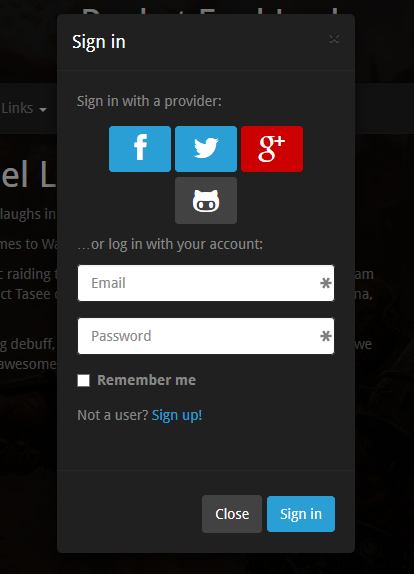 Sign in
×
Links
el L
laughs in
mes to Wa
c raiding t
am
ct Tasee
na,
g debuff,
we
awesome
Sign in with a provider:
f
g+
…or log in with your account:
Email
Password
Remember me
Not a user? Sign up!
Close
Sign in